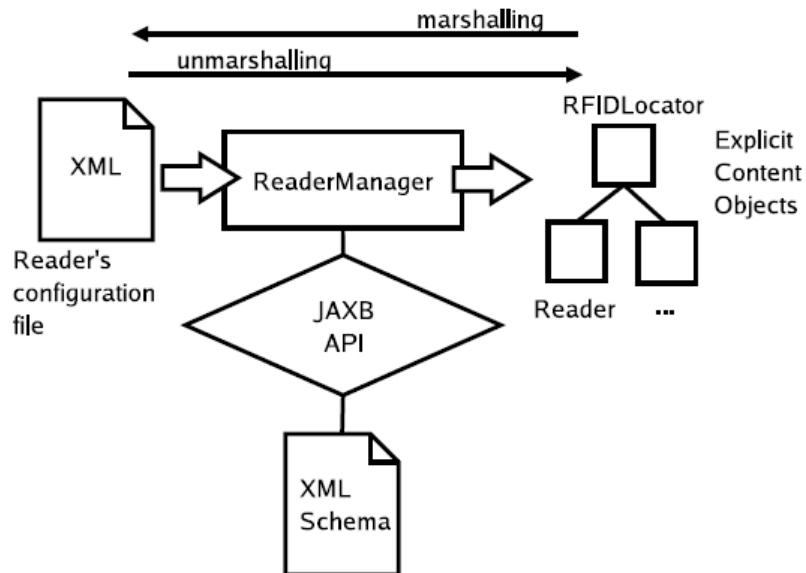 marshalling
unmarshalling
RFIDLocator
XML
ReaderManager
Explicit
Content
Objects
Reader's
configuration
file
Reader
...
JAXB
API
XML
Schema